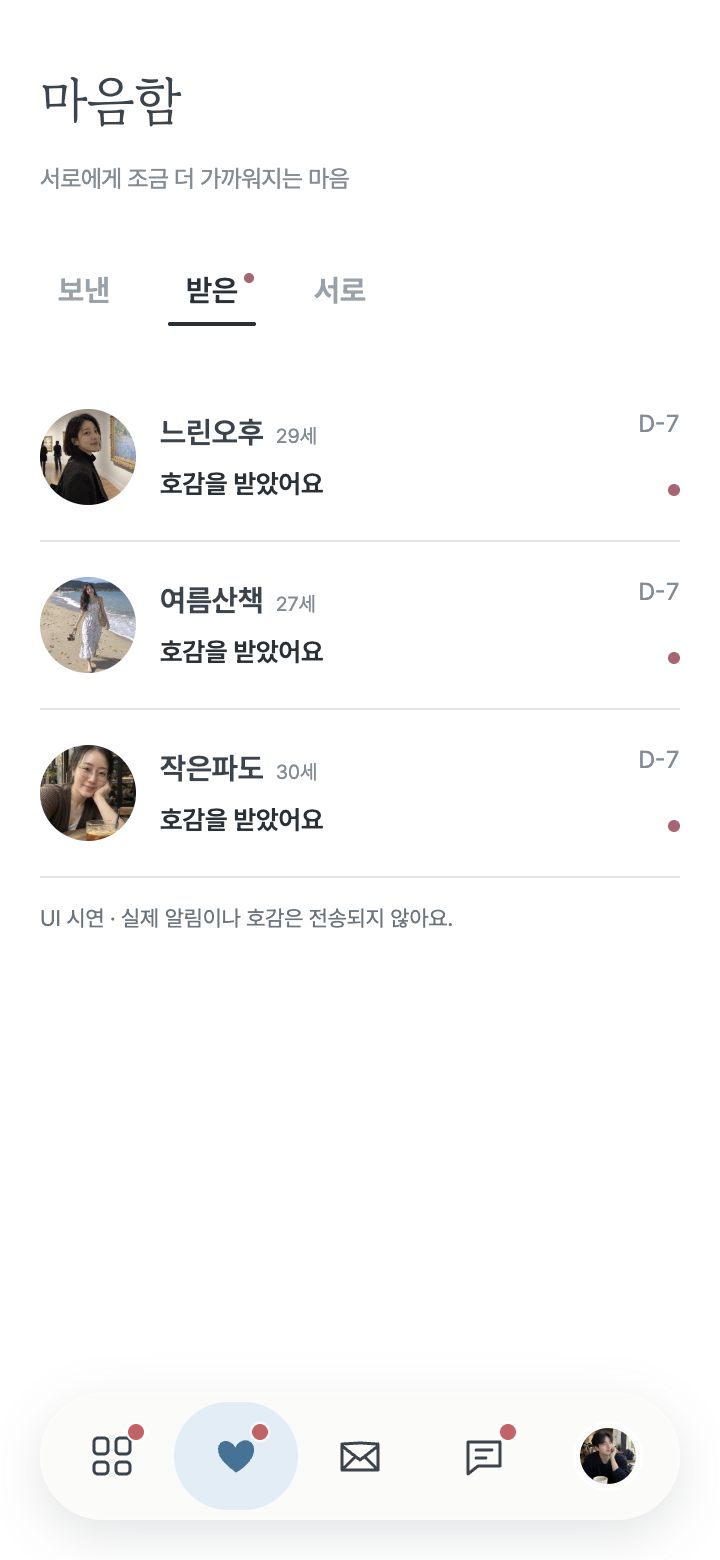 마음함
서로에게 조금 더 가까워지는 마음
보낸 받은 서로
느린오후 29세 D-7
호감을 받았어요
여름산책 27세 D-7
호감을 받았어요
작은파도 30세 D-7
호감을 받았어요
UI 시연 · 실제 알림이나 호감은 전송되지 않아요.